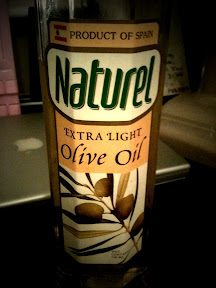 PRODUCT OF SPAIN
Naturel
EXTRA LIGHT
Olive Oil